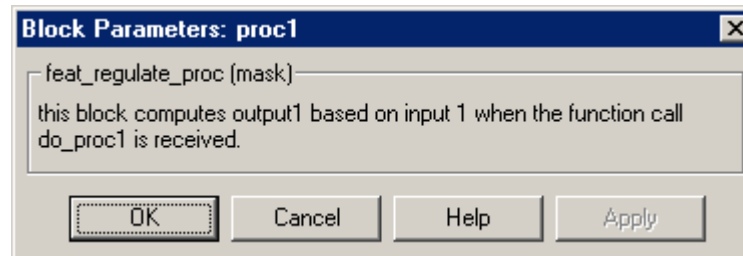 Block Parameters: proc1
feat_regulate_proc (mask)
this block computes output1 based on input 1 when the function call
do_proc1 is received.
OK Cancel Help Apply